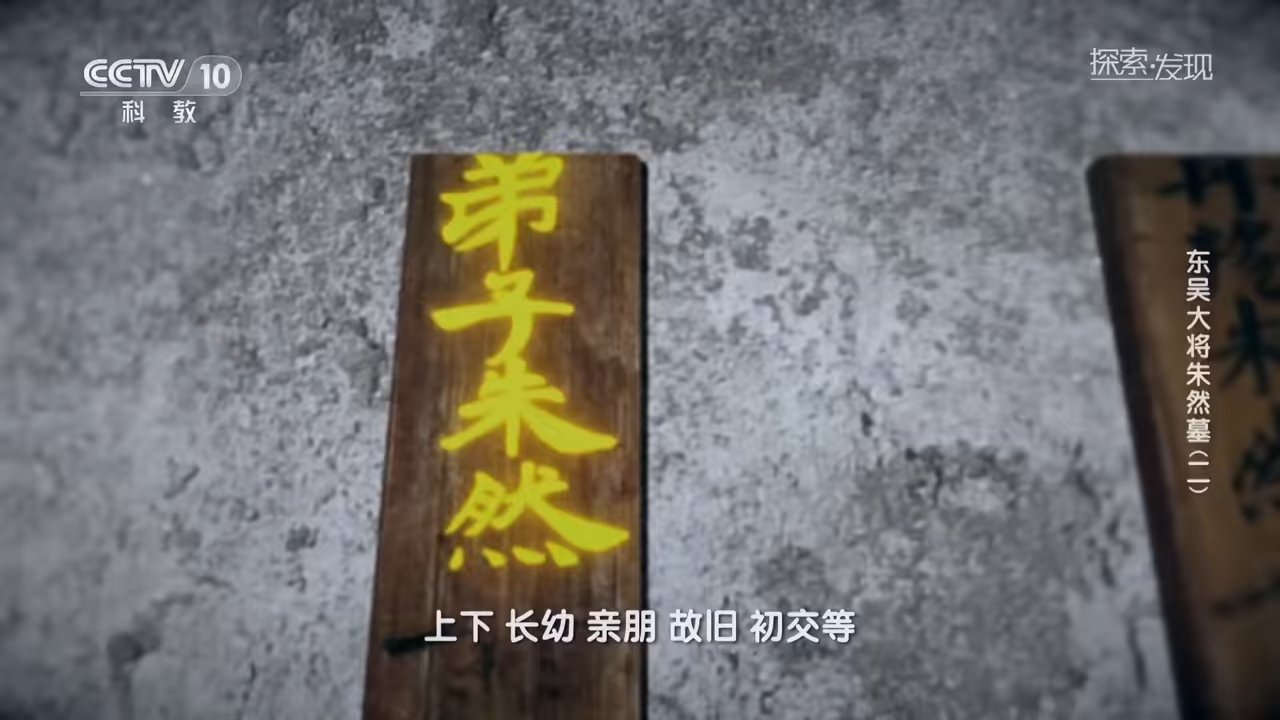 CCTV 10
科 教
探索·发现
弟子朱然
东吴大将朱然墓（二）
上下 长幼 亲朋 故旧 初交等